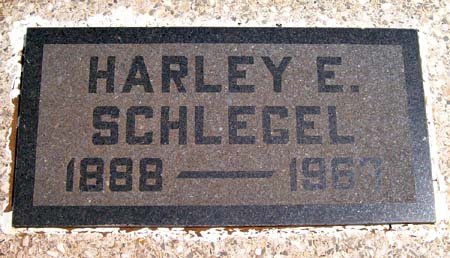 HARLEY E.
SCHLEGEL
1888 — 1967